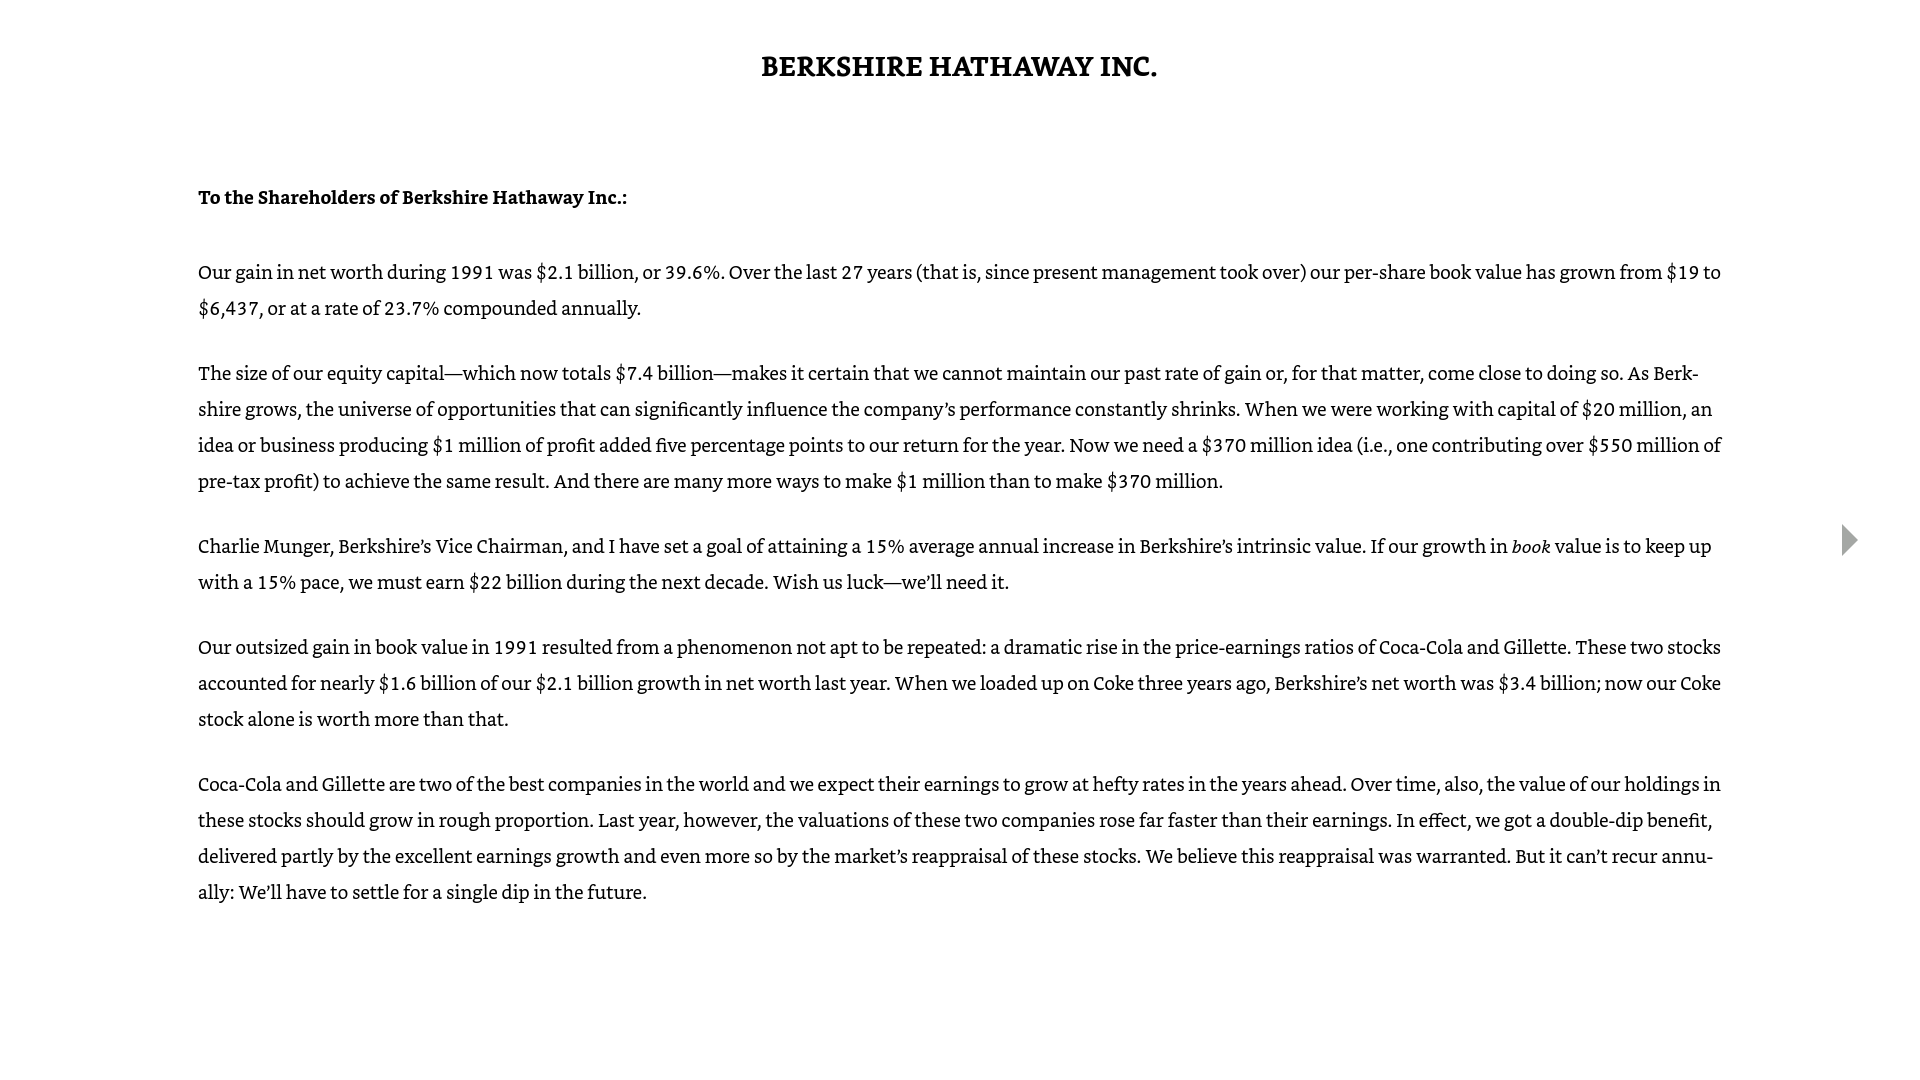 BERKSHIRE HATHAWAY INC.
To the Shareholders of Berkshire Hathaway Inc.:
Our gain in net worth during 1991 was $2.1 billion, or 39.6%. Over the last 27 years (that is, since present management took over) our per-share book value has grown from $19 to
$6,437, or at a rate of 23.7% compounded annually.
The size of our equity capital—which now totals $7.4 billion—makes it certain that we cannot maintain our past rate of gain or, for that matter, come close to doing so. As Berk-
shire grows, the universe of opportunities that can significantly influence the company’s performance constantly shrinks. When we were working with capital of $20 million, an
idea or business producing $1 million of profit added five percentage points to our return for the year. Now we need a $370 million idea (i.e., one contributing over $550 million of
pre-tax profit) to achieve the same result. And there are many more ways to make $1 million than to make $370 million.
Charlie Munger, Berkshire’s Vice Chairman, and I have set a goal of attaining a 15% average annual increase in Berkshire’s intrinsic value. If our growth in book value is to keep up
with a 15% pace, we must earn $22 billion during the next decade. Wish us luck—we’ll need it.
Our outsized gain in book value in 1991 resulted from a phenomenon not apt to be repeated: a dramatic rise in the price-earnings ratios of Coca-Cola and Gillette. These two stocks
accounted for nearly $1.6 billion of our $2.1 billion growth in net worth last year. When we loaded up on Coke three years ago, Berkshire’s net worth was $3.4 billion; now our Coke
stock alone is worth more than that.
Coca-Cola and Gillette are two of the best companies in the world and we expect their earnings to grow at hefty rates in the years ahead. Over time, also, the value of our holdings in
these stocks should grow in rough proportion. Last year, however, the valuations of these two companies rose far faster than their earnings. In effect, we got a double-dip benefit,
delivered partly by the excellent earnings growth and even more so by the market’s reappraisal of these stocks. We believe this reappraisal was warranted. But it can’t recur annu-
ally: We’ll have to settle for a single dip in the future.